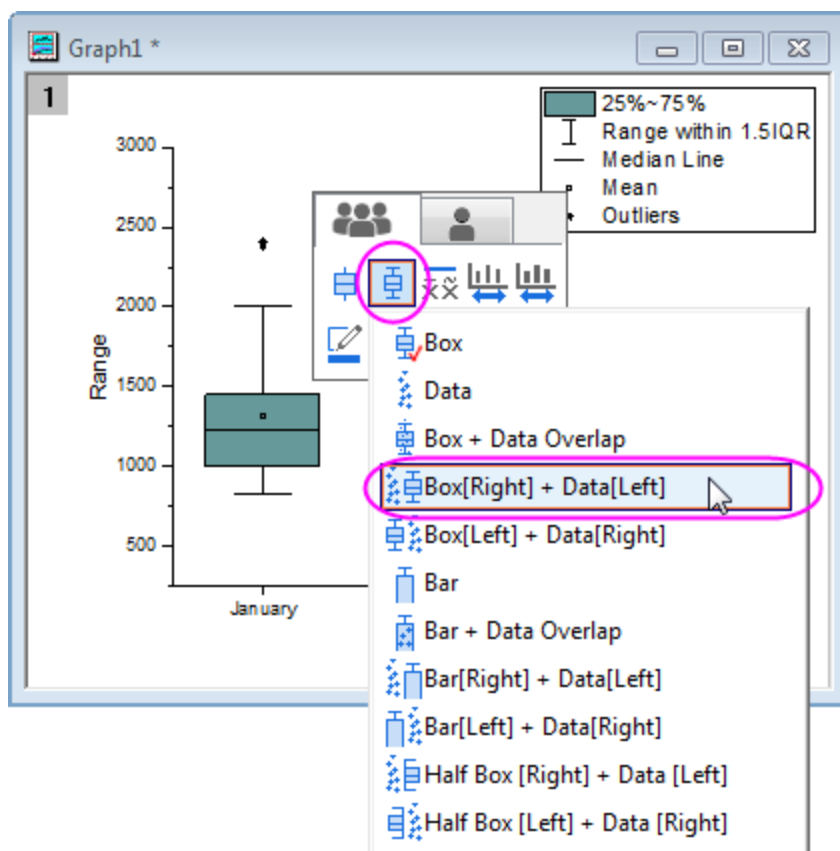 Graph1 *
1
25%~75%
Range within 1.5IQR
Median Line
Mean
Outliers
3000
2500
2000
1500
1000
500
Range
January
Box
Data
Box + Data Overlap
Box[Right] + Data[Left]
Box[Left] + Data[Right]
Bar
Bar + Data Overlap
Bar[Right] + Data[Left]
Bar[Left] + Data[Right]
Half Box [Right] + Data [Left]
Half Box [Left] + Data [Right]